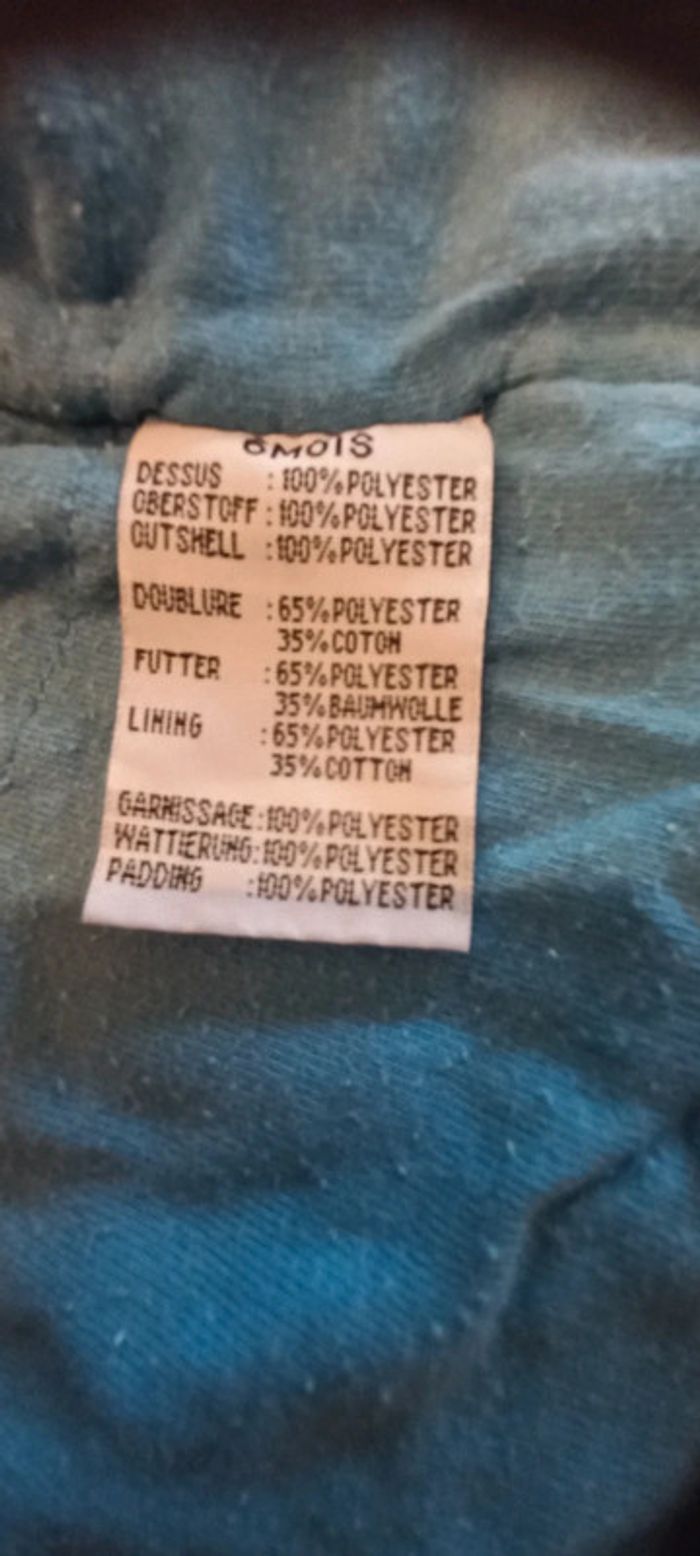 6MOIS
DESSUS : 100%POLYESTER
OBERSTOFF : 100%POLYESTER
OUTSHELL : 100%POLYESTER
DOUBLURE : 65%POLYESTER
35%COTON
FUTTER : 65%POLYESTER
35%BAUMWOLLE
LINING : 65%POLYESTER
35%COTTON
GARNISSAGE:100%POLYESTER
WATTIERUNG:100%POLYESTER
PADDING :100%POLYESTER